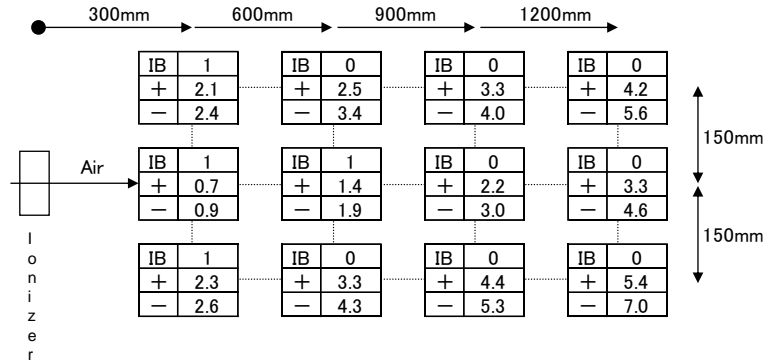 300mm 600mm 900mm 1200mm
IB 1 IB 0 IB 0 IB 0
+ 2.1 + 2.5 + 3.3 + 4.2
− 2.4 − 3.4 − 4.0 − 5.6
150mm
Air
IB 1 IB 1 IB 0 IB 0
+ 0.7 + 1.4 + 2.2 + 3.3
− 0.9 − 1.9 − 3.0 − 4.6
150mm
IB 1 IB 0 IB 0 IB 0
+ 2.3 + 3.3 + 4.4 + 5.4
− 2.6 − 4.3 − 5.3 − 7.0
Ionizer